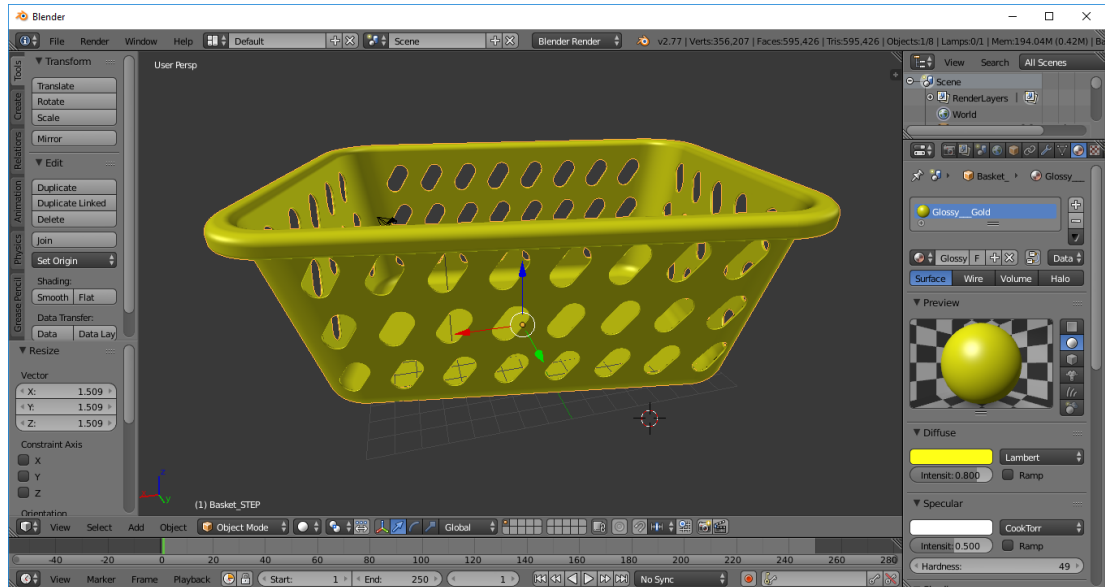 Blender
File Render Window Help Default Scene Blender Render v2.77 | Verts:356,207 | Faces:595,426 | Tris:595,426 | Objects:1/8 | Lamps:0/1 | Mem:194.04M (0.42M) | Ba
Tools
Create
Relations
Animation
Physics
Grease Pencil
Transform
Translate
Rotate
Scale
Mirror
Edit
Duplicate
Duplicate Linked
Delete
Join
Set Origin
Shading:
Smooth Flat
Data Transfer:
Data Data Lay
Resize
Vector
X: 1.509
Y: 1.509
Z: 1.509
Constraint Axis
X
Y
Z
Orientation
User Persp
z
y
(1) Basket_STEP
View Select Add Object Object Mode Global
-40 -20 0 20 40 60 80 100 120 140 160 180 200 220 240 260 280
View Marker Frame Playback Start: 1 End: 250 1 No Sync
View Search All Scenes
Scene
RenderLayers |
World
Basket_ Glossy__
Glossy__Gold
Glossy F Data
Surface Wire Volume Halo
Preview
Diffuse
Lambert
Intensit: 0.800 Ramp
Specular
CookTorr
Intensit: 0.500 Ramp
Hardness: 49